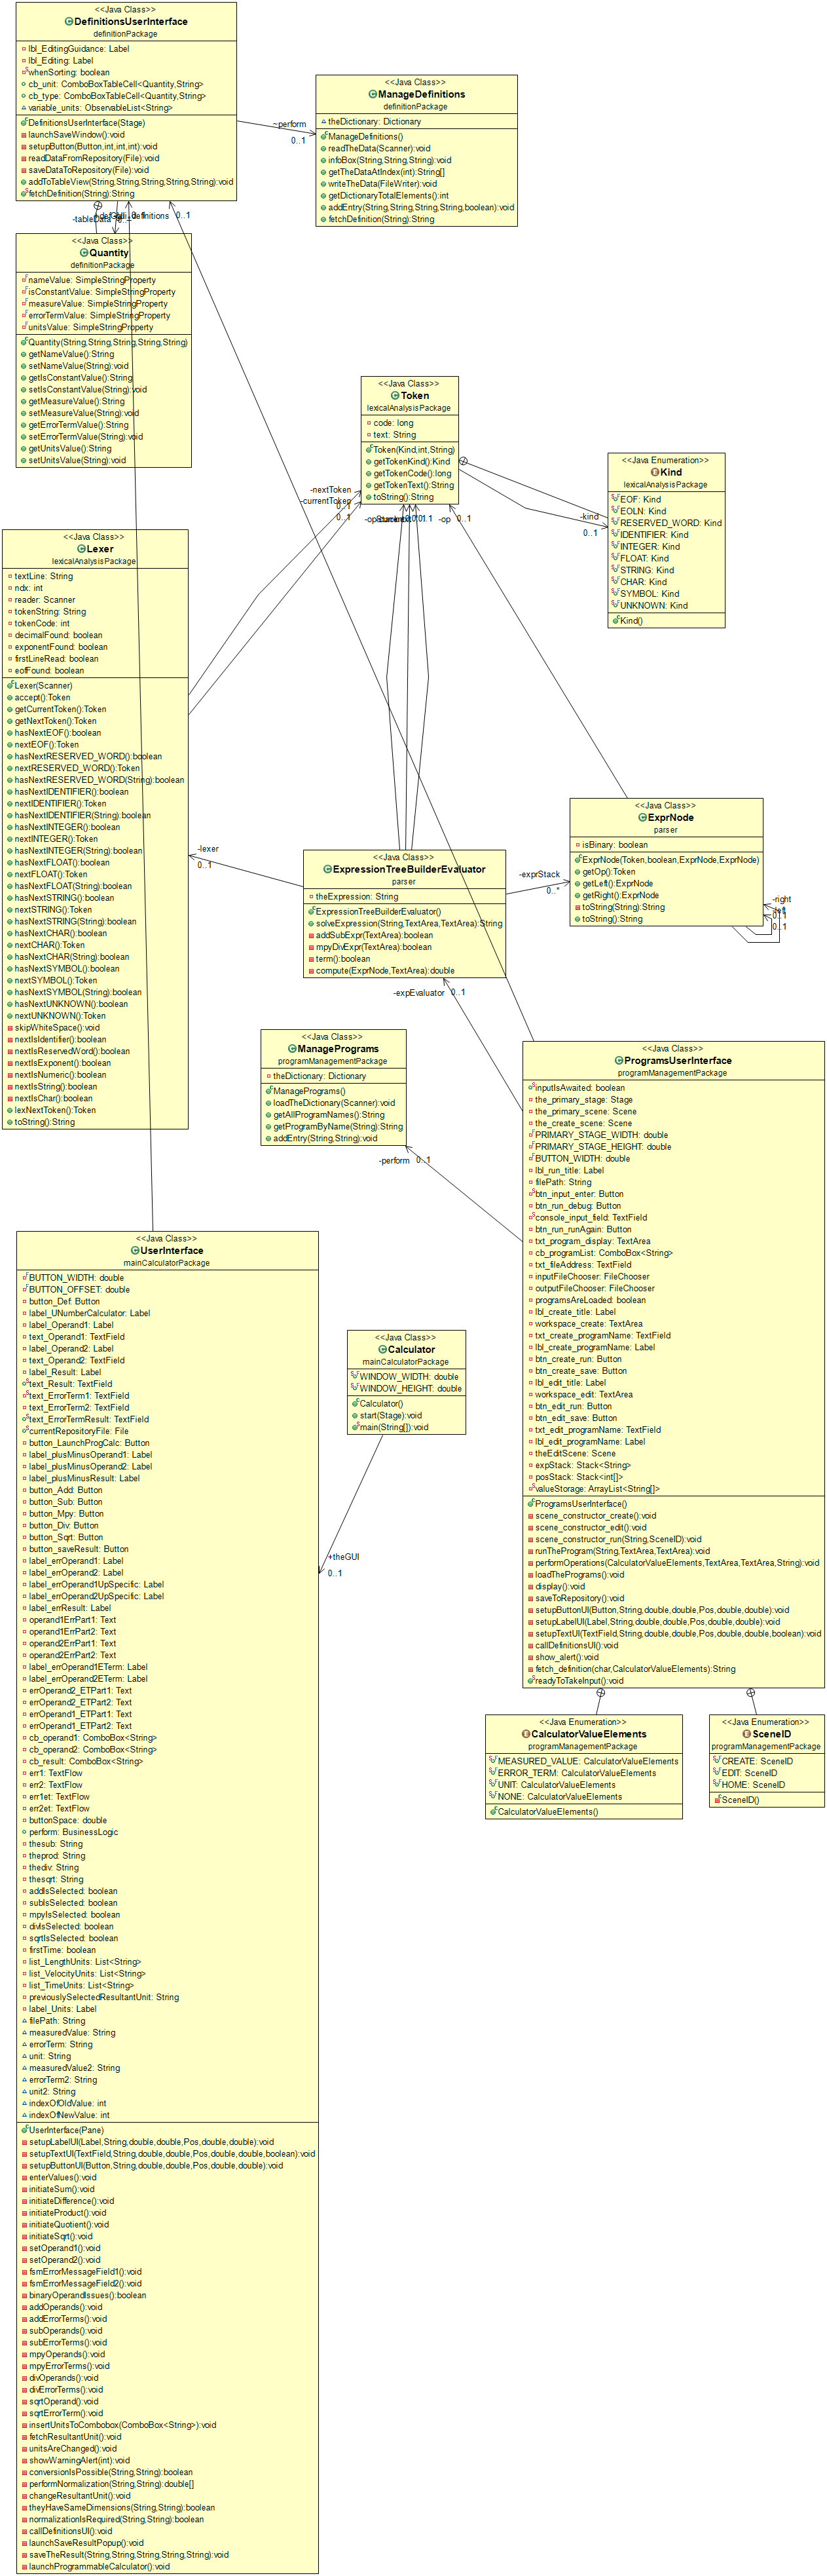 <<Java Class>>
DefinitionsUserInterface
definitionPackage
lbl_EditingGuidance: Label
lbl_Editing: Label
whenSorting: boolean
cb_unit: ComboBoxTableCell<Quantity,String>
cb_type: ComboBoxTableCell<Quantity,String>
variable_units: ObservableList<String>
DefinitionsUserInterface(Stage)
launchSaveWindow():void
setupButton(Button,int,int,int):void
readDataFromRepository(File):void
saveDataToRepository(File):void
addToTableView(String,String,String,String,String):void
fetchDefinition(String):String
~perform
0..1
<<Java Class>>
ManageDefinitions
definitionPackage
theDictionary: Dictionary
ManageDefinitions()
readTheData(Scanner):void
infoBox(String,String,String):void
getTheDataAtIndex(int):String[]
writeTheData(FileWriter):void
getDictionaryTotalElements():int
addEntry(String,String,String,String,boolean):void
fetchDefinition(String):String
0..1
<<Java Class>>
Quantity
definitionPackage
nameValue: SimpleStringProperty
isConstantValue: SimpleStringProperty
measureValue: SimpleStringProperty
errorTermValue: SimpleStringProperty
unitsValue: SimpleStringProperty
Quantity(String,String,String,String,String)
getNameValue():String
setNameValue(String):void
getIsConstantValue():String
setIsConstantValue(String):void
getMeasureValue():String
setMeasureValue(String):void
getErrorTermValue():String
setErrorTermValue(String):void
getUnitsValue():String
setUnitsValue(String):void
<<Java Class>>
Token
lexicalAnalysisPackage
code: long
text: String
Token(Kind,int,String)
getTokenKind():Kind
getTokenCode():long
getTokenText():String
toString():String
-nextToken
0..1
-currentToken
0..1
-op
0..1
-kind
0..1
<<Java Enumeration>>
Kind
lexicalAnalysisPackage
EOF: Kind
EOLN: Kind
RESERVED_WORD: Kind
IDENTIFIER: Kind
INTEGER: Kind
FLOAT: Kind
STRING: Kind
CHAR: Kind
SYMBOL: Kind
UNKNOWN: Kind
Kind()
<<Java Class>>
Lexer
lexicalAnalysisPackage
textLine: String
ndx: int
reader: Scanner
tokenString: String
tokenCode: int
decimalFound: boolean
exponentFound: boolean
firstLineRead: boolean
eofFound: boolean
Lexer(Scanner)
accept():Token
getCurrentToken():Token
getNextToken():Token
hasNextEOF():boolean
nextEOF():Token
hasNextRESERVED_WORD():boolean
nextRESERVED_WORD():Token
hasNextRESERVED_WORD(String):boolean
hasNextIDENTIFIER():boolean
nextIDENTIFIER():Token
hasNextIDENTIFIER(String):boolean
hasNextINTEGER():boolean
nextINTEGER():Token
hasNextINTEGER(String):boolean
hasNextFLOAT():boolean
nextFLOAT():Token
hasNextFLOAT(String):boolean
hasNextSTRING():boolean
nextSTRING():Token
hasNextSTRING(String):boolean
hasNextCHAR():boolean
nextCHAR():Token
hasNextCHAR(String):boolean
hasNextSYMBOL():boolean
nextSYMBOL():Token
hasNextSYMBOL(String):boolean
hasNextUNKNOWN():boolean
nextUNKNOWN():Token
skipWhiteSpace():void
nextIsIdentifier():boolean
nextIsReservedWord():boolean
nextIsExponent():boolean
nextIsNumeric():boolean
nextIsString():boolean
nextIsChar():boolean
lexNextToken():Token
toString():String
-lexer
0..1
<<Java Class>>
ExpressionTreeBuilderEvaluator
parser
theExpression: String
ExpressionTreeBuilderEvaluator()
solveExpression(String,TextArea,TextArea):String
addSubExpr(TextArea):boolean
mpyDivExpr(TextArea):boolean
term():boolean
compute(ExprNode,TextArea):double
-exprStack
0..*
<<Java Class>>
ExprNode
parser
isBinary: boolean
ExprNode(Token,boolean,ExprNode,ExprNode)
getOp():Token
getLeft():ExprNode
getRight():ExprNode
toString(String):String
toString():String
-right
0..1
-expEvaluator
0..1
<<Java Class>>
ManagePrograms
programManagementPackage
theDictionary: Dictionary
ManagePrograms()
loadTheDictionary(Scanner):void
getAllProgramNames():String
getProgramByName(String):String
addEntry(String,String):void
-perform
0..1
<<Java Class>>
ProgramsUserInterface
programManagementPackage
inputIsAwaited: boolean
the_primary_stage: Stage
the_primary_scene: Scene
the_create_scene: Scene
PRIMARY_STAGE_WIDTH: double
PRIMARY_STAGE_HEIGHT: double
BUTTON_WIDTH: double
lbl_run_title: Label
filePath: String
btn_input_enter: Button
btn_run_debug: Button
console_input_field: TextField
btn_run_runAgain: Button
txt_program_display: TextArea
cb_programList: ComboBox<String>
txt_fileAddress: TextField
inputFileChooser: FileChooser
outputFileChooser: FileChooser
programsAreLoaded: boolean
lbl_create_title: Label
workspace_create: TextArea
txt_create_programName: TextField
lbl_create_programName: Label
btn_create_run: Button
btn_create_save: Button
lbl_edit_title: Label
workspace_edit: TextArea
btn_edit_run: Button
btn_edit_save: Button
txt_edit_programName: TextField
lbl_edit_programName: Label
theEditScene: Scene
expStack: Stack<String>
posStack: Stack<int[]>
valueStorage: ArrayList<String[]>
ProgramsUserInterface()
scene_constructor_create():void
scene_constructor_edit():void
scene_constructor_run(String,SceneID):void
runTheProgram(String,TextArea,TextArea):void
performOperations(CalculatorValueElements,TextArea,TextArea,String):void
loadThePrograms():void
display():void
saveToRepository():void
setupButtonUI(Button,String,double,double,Pos,double,double):void
setupLabelUI(Label,String,double,double,Pos,double,double):void
setupTextUI(TextField,String,double,double,Pos,double,double,boolean):void
callDefinitionsUI():void
show_alert():void
fetch_definition(char,CalculatorValueElements):String
readyToTakeInput():void
<<Java Class>>
UserInterface
mainCalculatorPackage
BUTTON_WIDTH: double
BUTTON_OFFSET: double
button_Def: Button
label_UNumberCalculator: Label
label_Operand1: Label
text_Operand1: TextField
label_Operand2: Label
text_Operand2: TextField
label_Result: Label
text_Result: TextField
text_ErrorTerm1: TextField
text_ErrorTerm2: TextField
text_ErrorTermResult: TextField
currentRepositoryFile: File
button_LaunchProgCalc: Button
label_plusMinusOperand1: Label
label_plusMinusOperand2: Label
label_plusMinusResult: Label
button_Add: Button
button_Sub: Button
button_Mpy: Button
button_Div: Button
button_Sqrt: Button
button_saveResult: Button
label_errOperand1: Label
label_errOperand2: Label
label_errOperand1UpSpecific: Label
label_errOperand2UpSpecific: Label
label_errResult: Label
operand1ErrPart1: Text
operand1ErrPart2: Text
operand2ErrPart1: Text
operand2ErrPart2: Text
label_errOperand1ETerm: Label
label_errOperand2ETerm: Label
errOperand2_ETPart1: Text
errOperand2_ETPart2: Text
errOperand1_ETPart1: Text
errOperand1_ETPart2: Text
cb_operand1: ComboBox<String>
cb_operand2: ComboBox<String>
cb_result: ComboBox<String>
err1: TextFlow
err2: TextFlow
err1et: TextFlow
err2et: TextFlow
buttonSpace: double
perform: BusinessLogic
thesub: String
theprod: String
thediv: String
thesqrt: String
addIsSelected: boolean
subIsSelected: boolean
mpyIsSelected: boolean
divIsSelected: boolean
sqrtIsSelected: boolean
firstTime: boolean
list_LengthUnits: List<String>
list_VelocityUnits: List<String>
list_TimeUnits: List<String>
previouslySelectedResultantUnit: String
label_Units: Label
filePath: String
measuredValue: String
errorTerm: String
unit: String
measuredValue2: String
errorTerm2: String
unit2: String
indexOfOldValue: int
indexOfNewValue: int
UserInterface(Pane)
setupLabelUI(Label,String,double,double,Pos,double,double):void
setupTextUI(TextField,String,double,double,Pos,double,double,boolean):void
setupButtonUI(Button,String,double,double,Pos,double,double):void
enterValues():void
initiateSum():void
initiateDifference():void
initiateProduct():void
initiateQuotient():void
initiateSqrt():void
setOperand1():void
setOperand2():void
fsmErrorMessageField1():void
fsmErrorMessageField2():void
binaryOperandIssues():boolean
addOperands():void
addErrorTerms():void
subOperands():void
subErrorTerms():void
mpyOperands():void
mpyErrorTerms():void
divOperands():void
divErrorTerms():void
sqrtOperand():void
sqrtErrorTerm():void
insertUnitsToCombobox(ComboBox<String>):void
fetchResultantUnit():void
unitsAreChanged():void
showWarningAlert(int):void
conversionIsPossible(String,String):boolean
performNormalization(String,String):double[]
changeResultantUnit():void
theyHaveSameDimensions(String,String):boolean
normalizationIsRequired(String,String):boolean
callDefinitionsUI():void
launchSaveResultPopup():void
saveTheResult(String,String,String,String,String):void
launchProgrammableCalculator():void
<<Java Class>>
Calculator
mainCalculatorPackage
WINDOW_WIDTH: double
WINDOW_HEIGHT: double
Calculator()
start(Stage):void
main(String[]):void
+theGUI
0..1
<<Java Enumeration>>
CalculatorValueElements
programManagementPackage
MEASURED_VALUE: CalculatorValueElements
ERROR_TERM: CalculatorValueElements
UNIT: CalculatorValueElements
NONE: CalculatorValueElements
CalculatorValueElements()
<<Java Enumeration>>
SceneID
programManagementPackage
CREATE: SceneID
EDIT: SceneID
HOME: SceneID
SceneID()